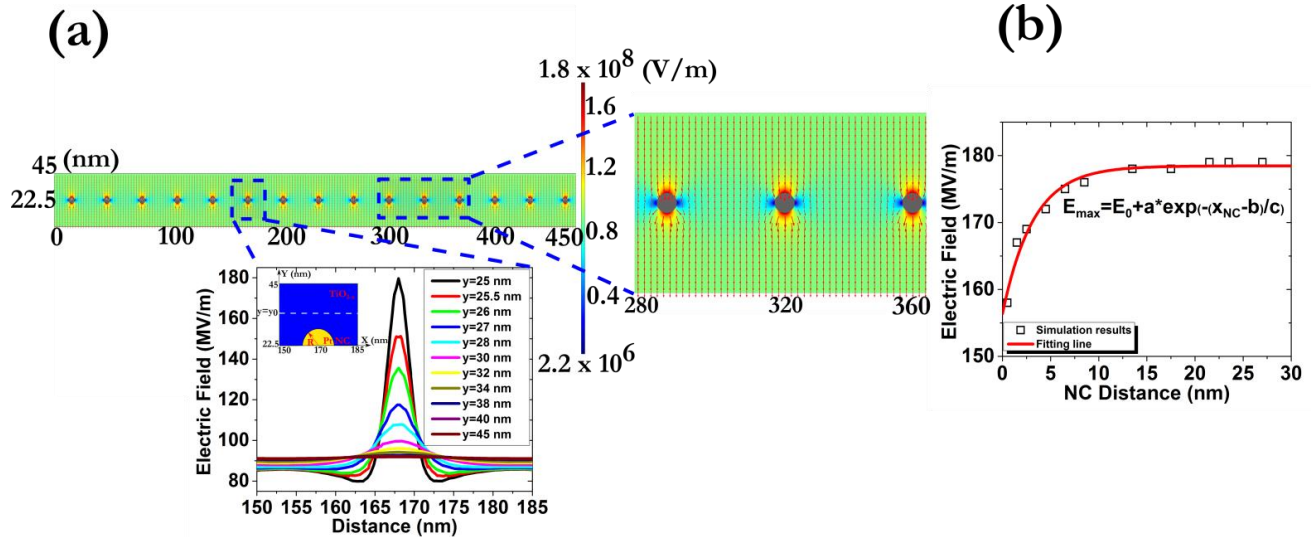 (a)
45 (nm)
22.5
0 100 200 300 400 450
1.8 x 10^8 (V/m)
1.6
1.2
0.8
0.4
2.2 x 10^6
280 320 360
Electric Field (MV/m)
180
160
140
120
100
80
150 155 160 165 170 175 180 185
Distance (nm)
Y (nm)
45
y=y0
22.5
150 170 185
X (nm)
R
Pt NC
y=25 nm
y=25.5 nm
y=26 nm
y=27 nm
y=28 nm
y=30 nm
y=32 nm
y=34 nm
y=38 nm
y=40 nm
y=45 nm
(b)
Electric Field (MV/m)
180
170
160
150
E_max=E_0+a*exp(-(x_NC-b)/c)
Simulation results
Fitting line
0 5 10 15 20 25 30
NC Distance (nm)